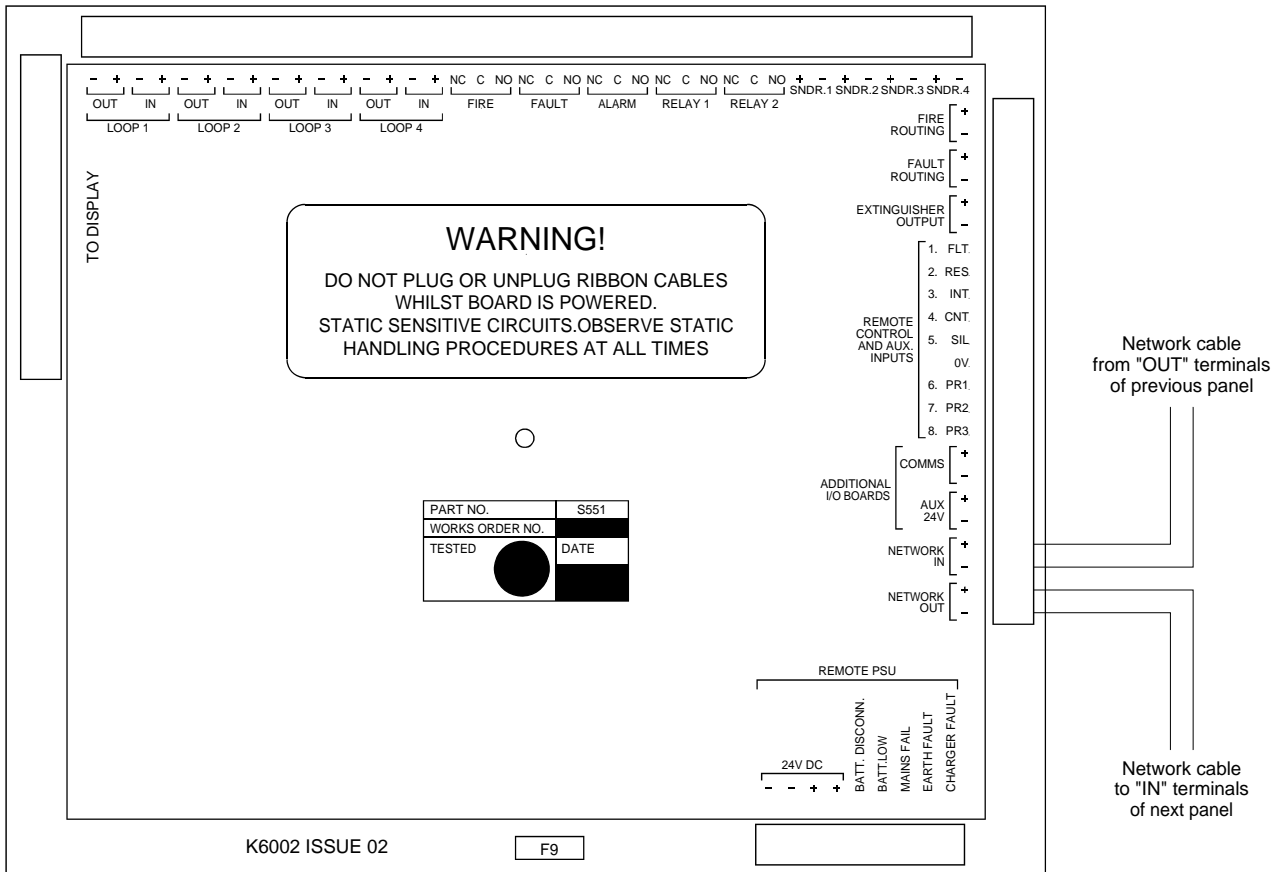 - + - + - + - + - + - + - + - + NC C NO NC C NO NC C NO NC C NO NC C NO + - + - + - + -
OUT IN OUT IN OUT IN OUT IN FIRE FAULT ALARM RELAY 1 RELAY 2 SNDR.1 SNDR.2 SNDR.3 SNDR.4
LOOP 1 LOOP 2 LOOP 3 LOOP 4
TO DISPLAY
WARNING!
DO NOT PLUG OR UNPLUG RIBBON CABLES
WHILST BOARD IS POWERED.
STATIC SENSITIVE CIRCUITS.OBSERVE STATIC
HANDLING PROCEDURES AT ALL TIMES
FIRE +
ROUTING -
FAULT +
ROUTING -
EXTINGUISHER +
OUTPUT -
REMOTE
CONTROL
AND AUX.
INPUTS
1. FLT.
2. RES.
3. INT.
4. CNT.
5. SIL.
0V.
6. PR1.
7. PR2.
8. PR3.
ADDITIONAL
I/O BOARDS
COMMS + -
AUX +
24V -
NETWORK +
IN -
NETWORK +
OUT -
Network cable
from "OUT" terminals
of previous panel
Network cable
to "IN" terminals
of next panel
PART NO. S551
WORKS ORDER NO.
TESTED DATE
REMOTE PSU
24V DC
- - + +
BATT. DISCONN.
BATT.LOW
MAINS FAIL
EARTH FAULT
CHARGER FAULT
K6002 ISSUE 02
F9